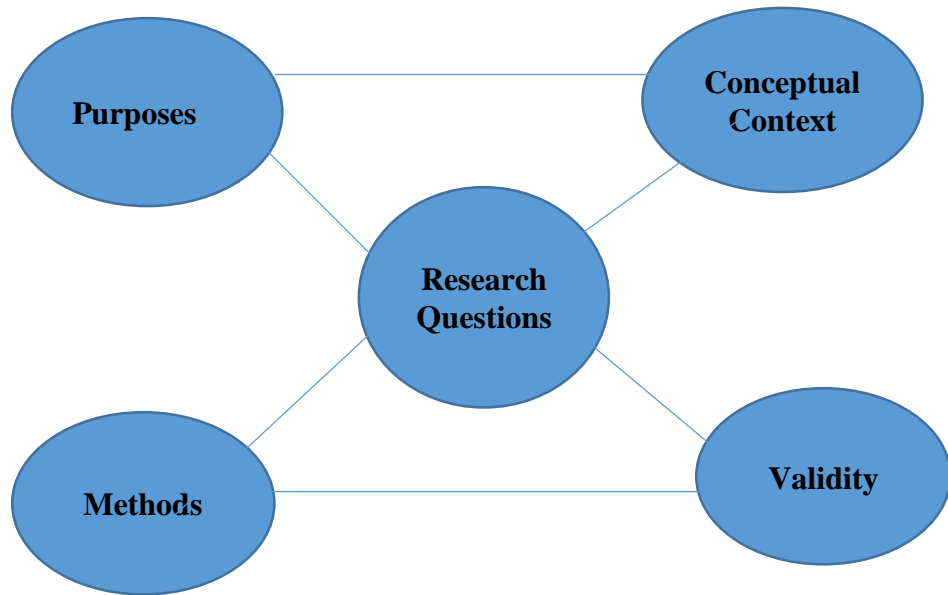 Purposes
Conceptual
Context
Research
Questions
Methods
Validity